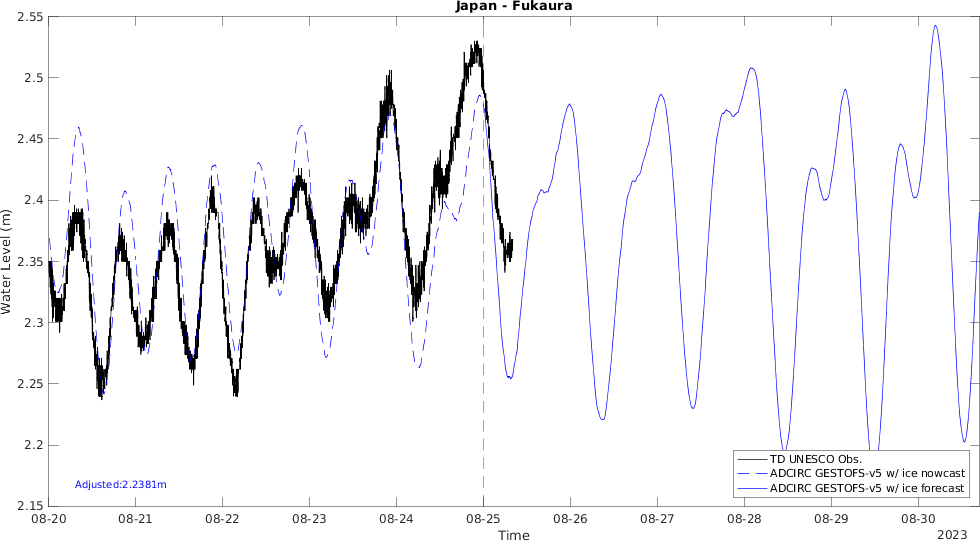 Japan - Fukaura
2.55
2.5
2.45
2.4
2.35
2.3
2.25
2.2
2.15
Water Level (m)
Adjusted:2.2381m
TD UNESCO Obs.
ADCIRC GESTOFS-v5 w/ ice nowcast
ADCIRC GESTOFS-v5 w/ ice forecast
08-20 08-21 08-22 08-23 08-24 08-25 08-26 08-27 08-28 08-29 08-30
Time
2023